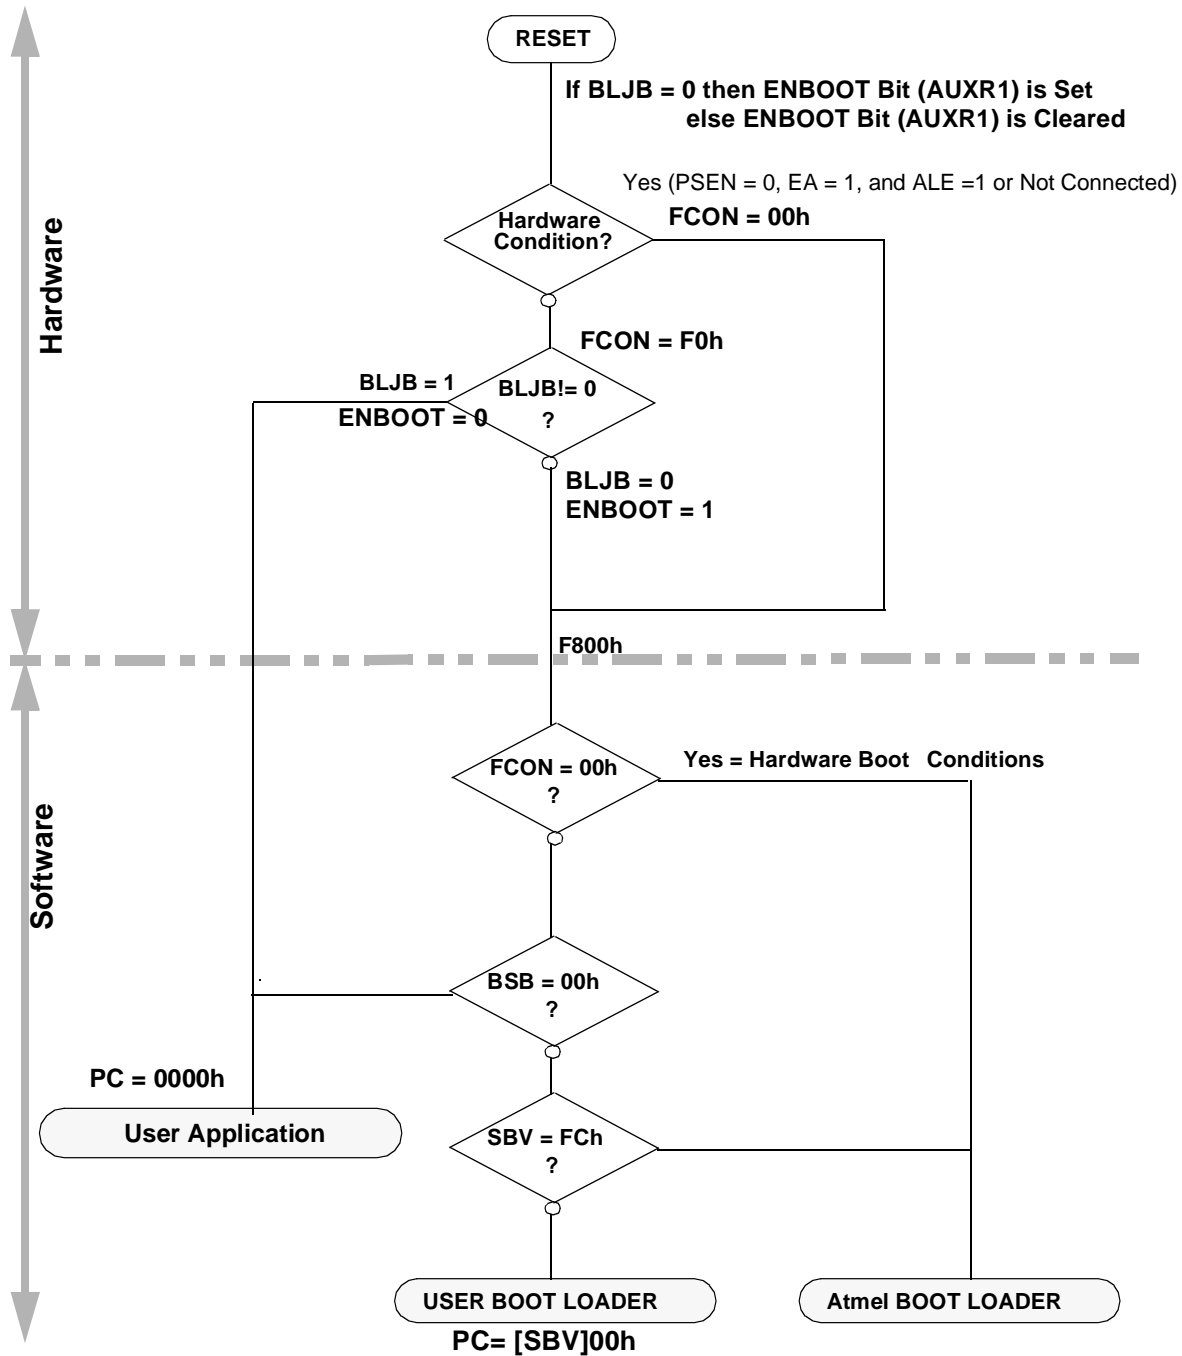 RESET
If BLJB = 0 then ENBOOT Bit (AUXR1) is Set
else ENBOOT Bit (AUXR1) is Cleared
Yes (PSEN = 0, EA = 1, and ALE =1 or Not Connected)
FCON = 00h
Hardware
Condition?
Hardware
FCON = F0h
BLJB = 1
ENBOOT = 0
BLJB!= 0
?
BLJB = 0
ENBOOT = 1
F800h
FCON = 00h
?
Yes = Hardware Boot Conditions
Software
BSB = 00h
?
PC = 0000h
User Application
SBV = FCh
?
USER BOOT LOADER
PC= [SBV]00h
Atmel BOOT LOADER